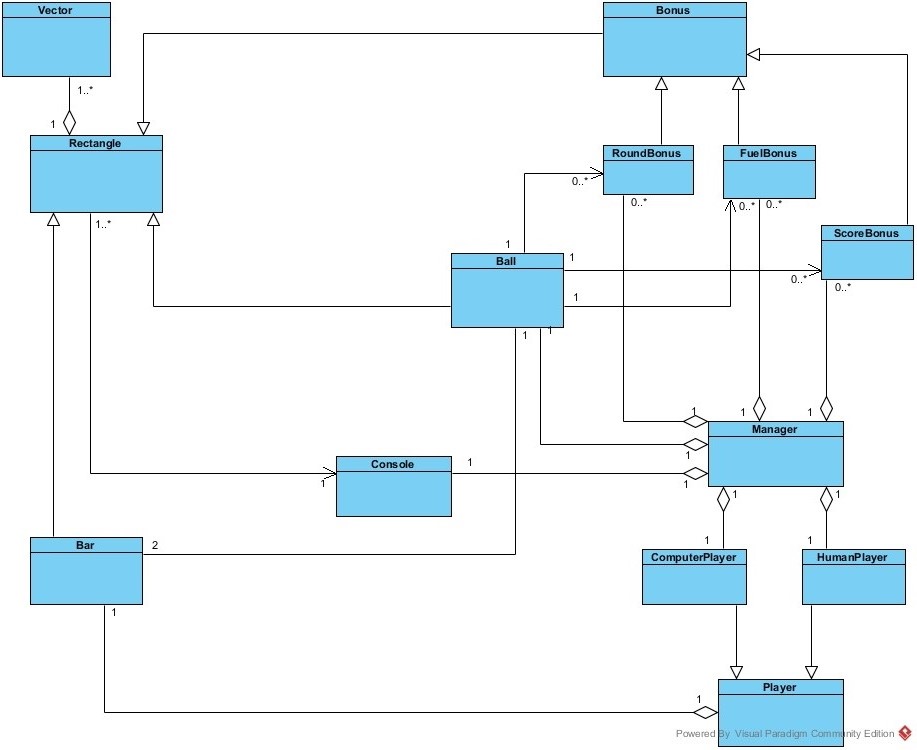 Vector
Bonus
1..*
1
Rectangle
RoundBonus
FuelBonus
0..*
0..*
0..*
0..*
1..*
ScoreBonus
1
1
Ball
0..*
0..*
1
1
1
1
1
1
Manager
1
Console
1
1
1
1
1
Bar
2
1
1
ComputerPlayer
HumanPlayer
1
Player
1
Powered By Visual Paradigm Community Edition